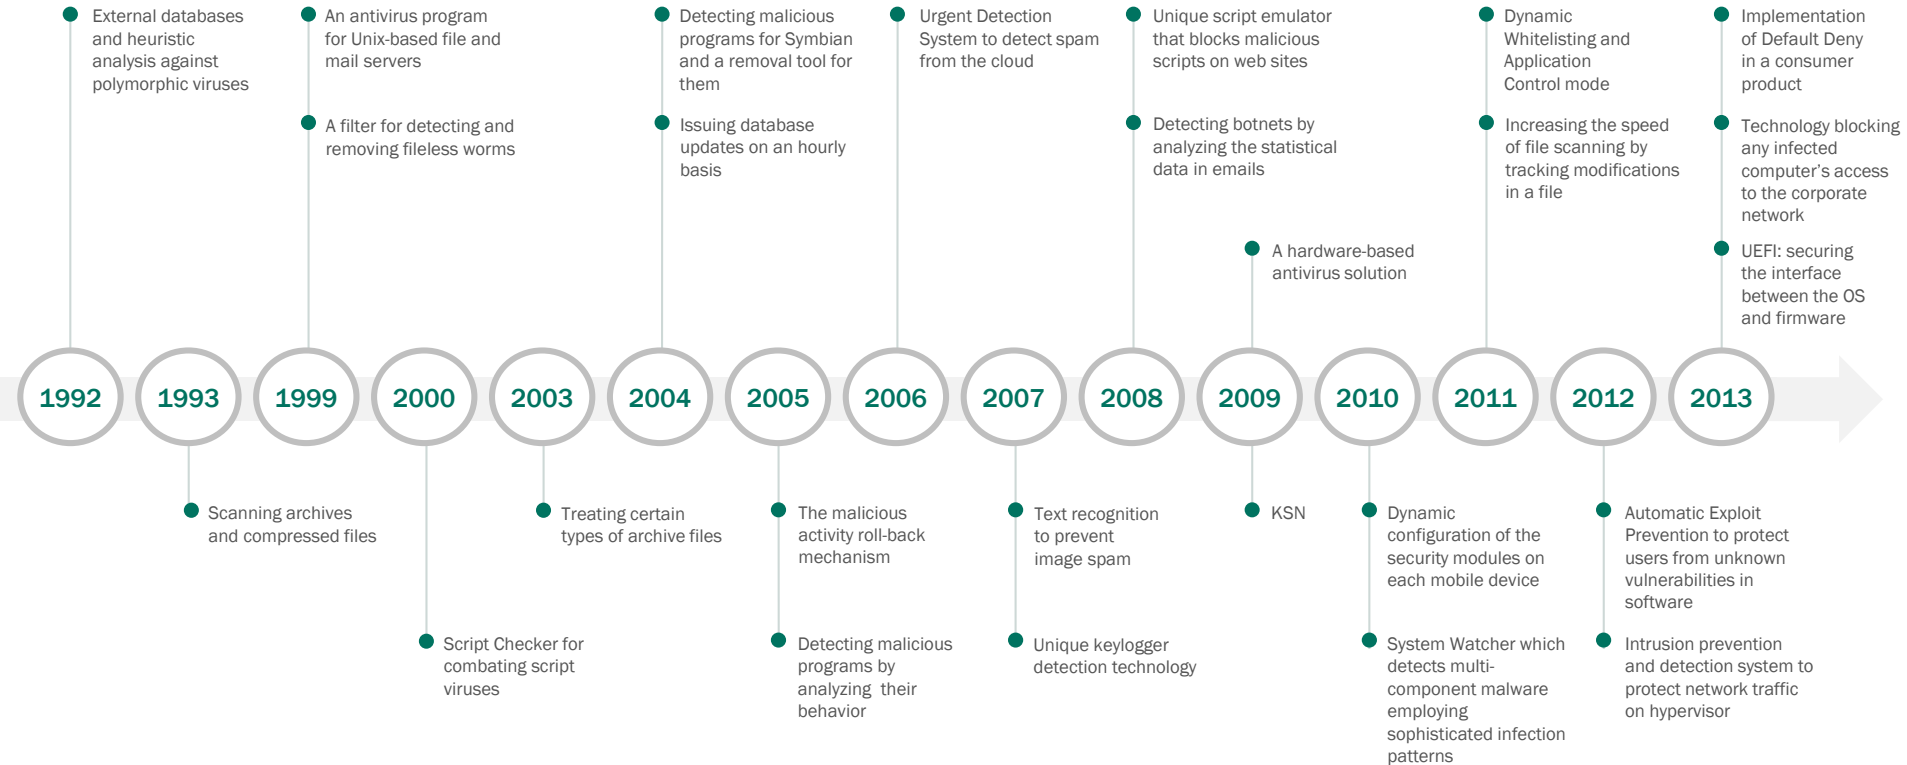 External databases
and heuristic
analysis against
polymorphic viruses
An antivirus program
for Unix-based file and
mail servers
A filter for detecting and
removing fileless worms
Detecting malicious
programs for Symbian
and a removal tool for
them
Issuing database
updates on an hourly
basis
Urgent Detection
System to detect spam
from the cloud
Unique script emulator
that blocks malicious
scripts on web sites
Detecting botnets by
analyzing the statistical
data in emails
A hardware-based
antivirus solution
Dynamic
Whitelisting and
Application
Control mode
Increasing the speed
of file scanning by
tracking modifications
in a file
Implementation
of Default Deny
in a consumer
product
Technology blocking
any infected
computer’s access
to the corporate
network
UEFI: securing
the interface
between the OS
and firmware
1992 1993 1999 2000 2003 2004 2005 2006 2007 2008 2009 2010 2011 2012 2013
Scanning archives
and compressed files
Script Checker for
combating script
viruses
Treating certain
types of archive files
The malicious
activity roll-back
mechanism
Detecting malicious
programs by
analyzing their
behavior
Text recognition
to prevent
image spam
Unique keylogger
detection technology
KSN
Dynamic
configuration of the
security modules on
each mobile device
System Watcher which
detects multi-
component malware
employing
sophisticated infection
patterns
Automatic Exploit
Prevention to protect
users from unknown
vulnerabilities in
software
Intrusion prevention
and detection system to
protect network traffic
on hypervisor